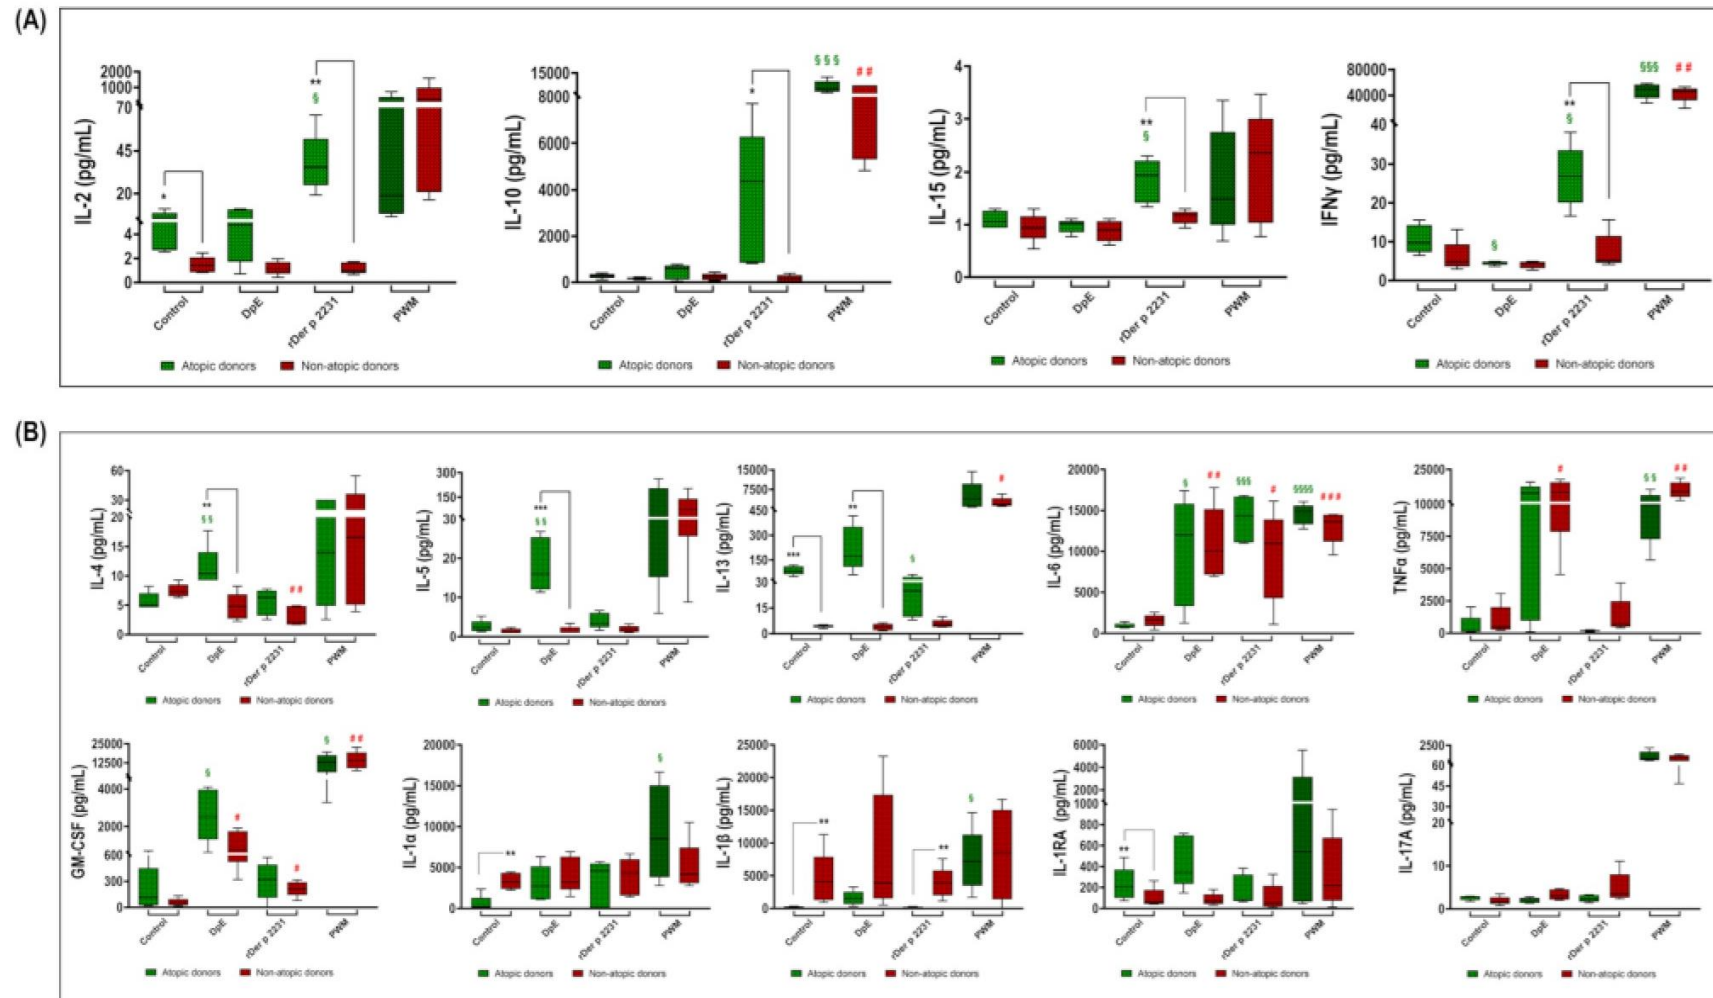 (A)
IL-2 (pg/mL)
2000
1000
70
45
20
4
2
0
*
**
§
Control
DpE
rDer p 2231
PWM
Atopic donors
Non-atopic donors
IL-10 (pg/mL)
15000
8000
6000
4000
2000
0
*
§ § §
# #
Control
DpE
rDer p 2231
PWM
Atopic donors
Non-atopic donors
IL-15 (pg/mL)
4
3
2
1
0
**
§
Control
DpE
rDer p 2231
PWM
Atopic donors
Non-atopic donors
IFNγ (pg/mL)
80000
40000
40
30
20
10
0
§
**
§
§§§
# #
Control
DpE
rDer p 2231
PWM
Atopic donors
Non-atopic donors
(B)
IL-4 (pg/mL)
60
30
20
15
10
5
0
**
§ §
# #
Control
DpE
rDer p 2231
PWM
Atopic donors
Non-atopic donors
IL-5 (pg/mL)
300
150
30
20
10
0
***
§ §
Control
DpE
rDer p 2231
PWM
Atopic donors
Non-atopic donors
IL-13 (pg/mL)
15000
7500
450
300
150
30
15
0
***
**
§
#
Control
DpE
rDer p 2231
PWM
Atopic donors
Non-atopic donors
IL-6 (pg/mL)
20000
15000
10000
5000
0
§
# #
§§§
#
§§§§
# # #
Control
DpE
rDer p 2231
PWM
Atopic donors
Non-atopic donors
TNFα (pg/mL)
25000
10000
7500
5000
2500
0
#
§ §
# #
Control
DpE
rDer p 2231
PWM
Atopic donors
Non-atopic donors
GM-CSF (pg/mL)
25000
12500
4000
2000
600
300
0
§
#
#
§
# #
Control
DpE
rDer p 2231
PWM
Atopic donors
Non-atopic donors
IL-1α (pg/mL)
20000
15000
10000
5000
0
**
§
Control
DpE
rDer p 2231
PWM
Atopic donors
Non-atopic donors
IL-1β (pg/mL)
25000
20000
15000
10000
5000
0
**
**
§
Control
DpE
rDer p 2231
PWM
Atopic donors
Non-atopic donors
IL-1RA (pg/mL)
6000
4000
2000
1000
800
600
400
200
0
**
Control
DpE
rDer p 2231
PWM
Atopic donors
Non-atopic donors
IL-17A (pg/mL)
2500
60
45
30
20
10
0
Control
DpE
rDer p 2231
PWM
Atopic donors
Non-atopic donors